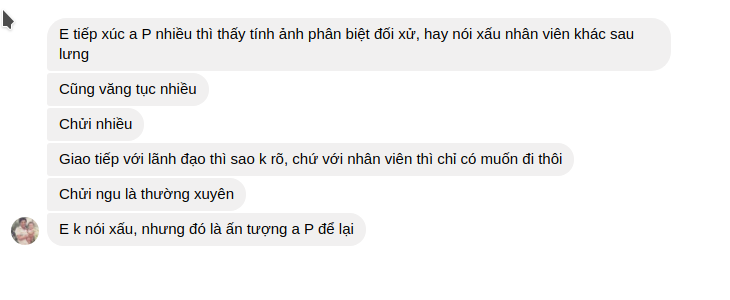 E tiếp xúc a P nhiều thì thấy tính ảnh phân biệt đối xử, hay nói xấu nhân viên khác sau
lưng
Cũng văng tục nhiều
Chửi nhiều
Giao tiếp với lãnh đạo thì sao k rõ, chứ với nhân viên thì chỉ có muốn đi thôi
Chửi ngu là thường xuyên
E k nói xấu, nhưng đó là ấn tượng a P để lại